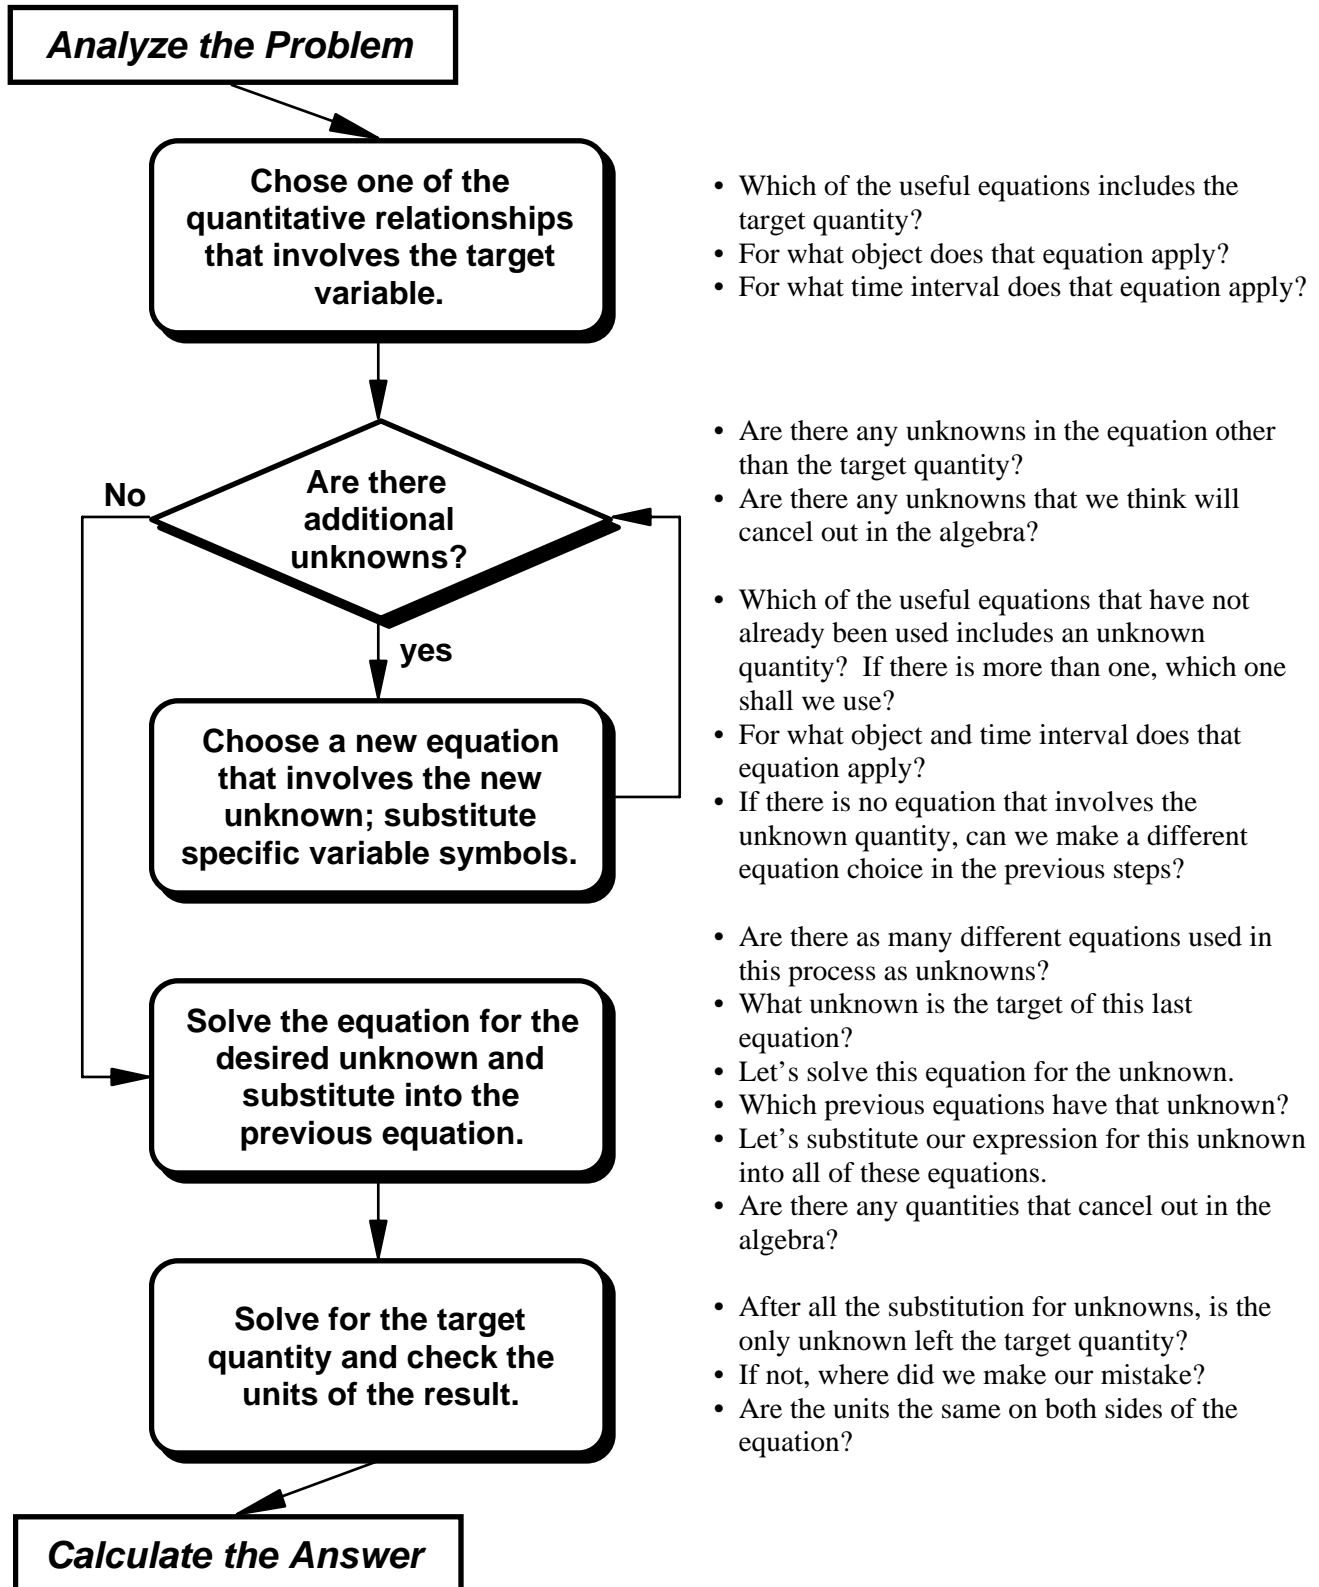 Analyze the Problem
Chose one of the
quantitative relationships
that involves the target
variable.
• Which of the useful equations includes the
target quantity?
• For what object does that equation apply?
• For what time interval does that equation apply?
Are there
additional
unknowns?
No
yes
• Are there any unknowns in the equation other
than the target quantity?
• Are there any unknowns that we think will
cancel out in the algebra?
Choose a new equation
that involves the new
unknown; substitute
specific variable symbols.
• Which of the useful equations that have not
already been used includes an unknown
quantity?  If there is more than one, which one
shall we use?
• For what object and time interval does that
equation apply?
• If there is no equation that involves the
unknown quantity, can we make a different
equation choice in the previous steps?
Solve the equation for the
desired unknown and
substitute into the
previous equation.
• Are there as many different equations used in
this process as unknowns?
• What unknown is the target of this last
equation?
• Let’s solve this equation for the unknown.
• Which previous equations have that unknown?
• Let’s substitute our expression for this unknown
into all of these equations.
• Are there any quantities that cancel out in the
algebra?
Solve for the target
quantity and check the
units of the result.
• After all the substitution for unknowns, is the
only unknown left the target quantity?
• If not, where did we make our mistake?
• Are the units the same on both sides of the
equation?
Calculate the Answer